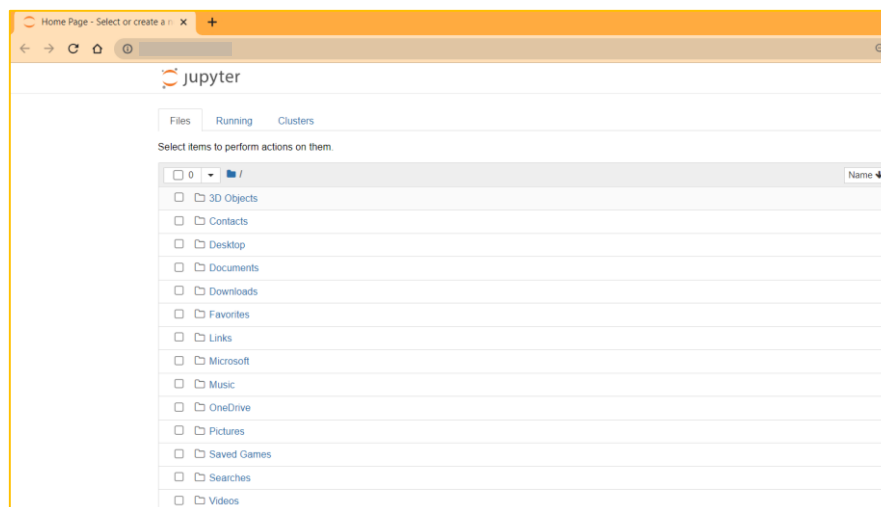 Home Page - Select or create a n
jupyter
Files Running Clusters
Select items to perform actions on them.
0 / Name
3D Objects
Contacts
Desktop
Documents
Downloads
Favorites
Links
Microsoft
Music
OneDrive
Pictures
Saved Games
Searches
Videos